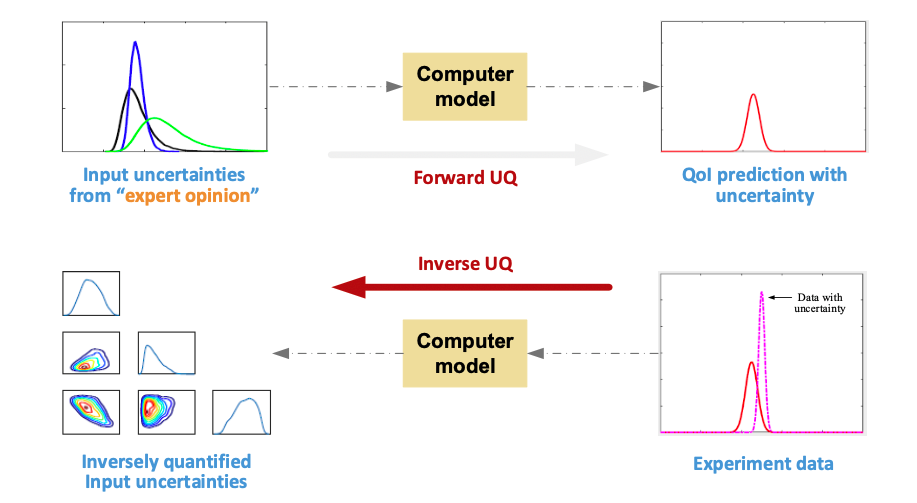 Computer
model
Input uncertainties
from “expert opinion”
Forward UQ
QoI prediction with
uncertainty
Inverse UQ
Data with
uncertainty
Computer
model
Inversely quantified
Input uncertainties
Experiment data